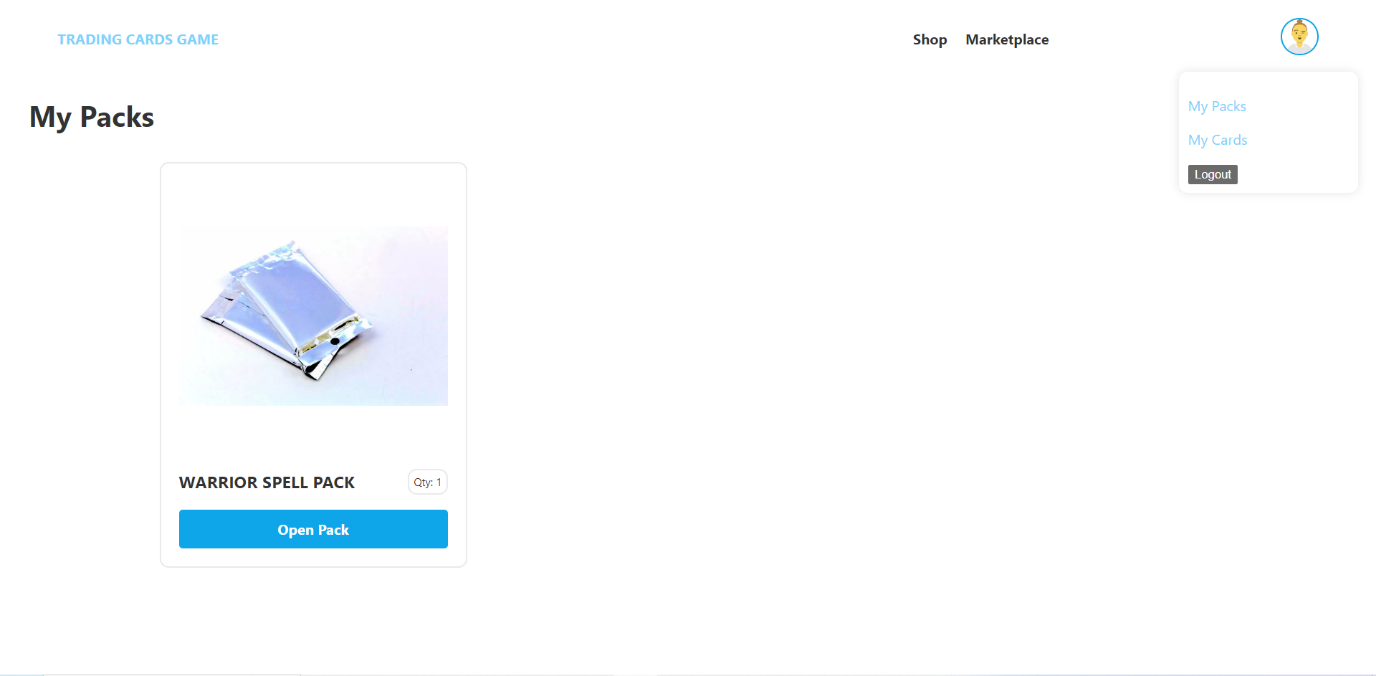 TRADING CARDS GAME
Shop
Marketplace
My Packs
My Cards
Logout
My Packs
WARRIOR SPELL PACK
Qty: 1
Open Pack